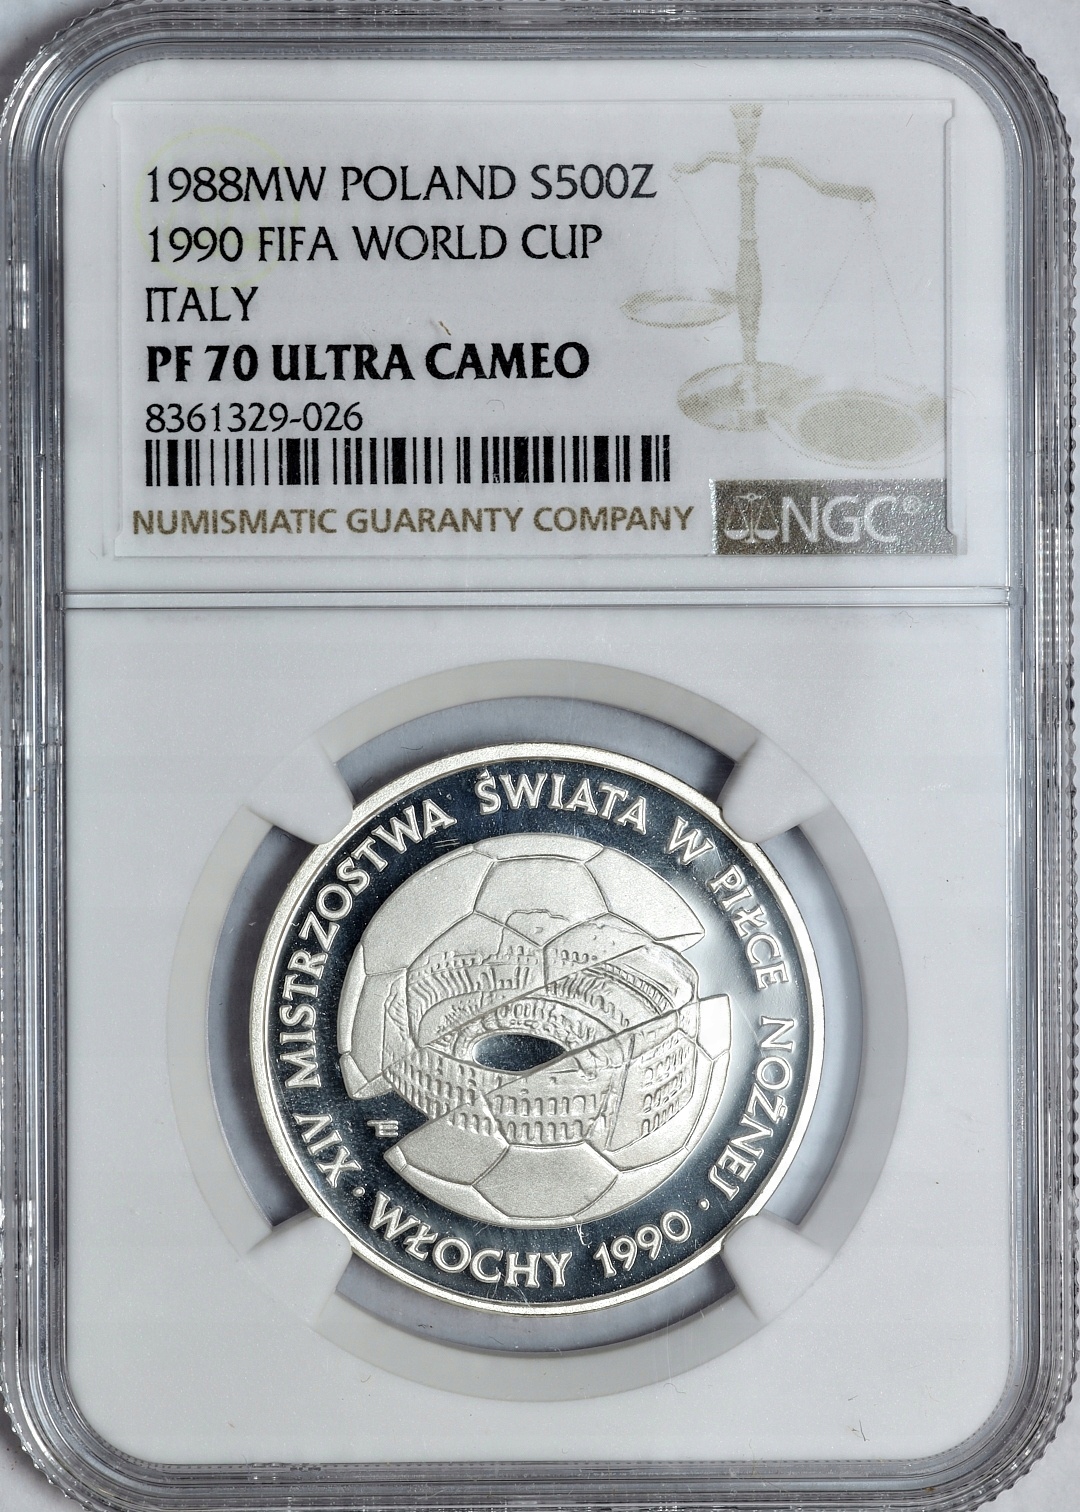 1988MW POLAND S500Z
1990 FIFA WORLD CUP
ITALY
PF 70 ULTRA CAMEO
8361329-026
NUMISMATIC GUARANTY COMPANY
NGC®
XIV MISTRZOSTWA ŚWIATA W PIŁCE NOŻNEJ
· WŁOCHY 1990 ·